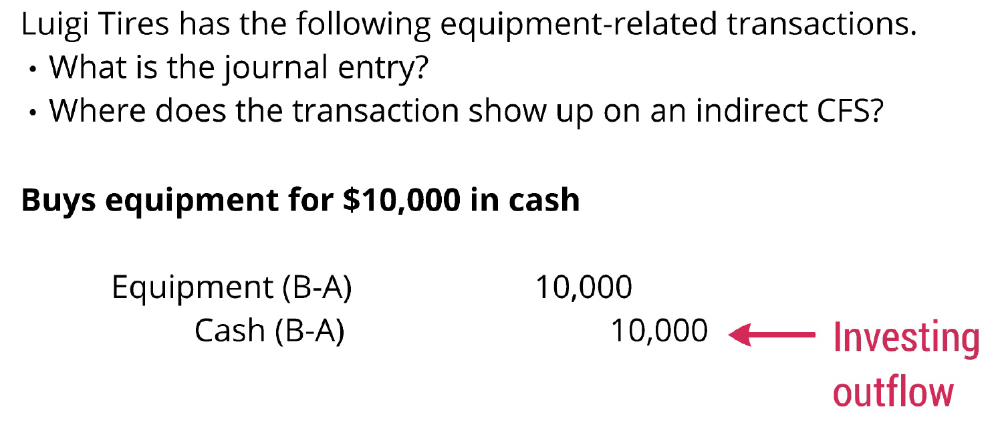 Luigi Tires has the following equipment-related transactions.
• What is the journal entry?
• Where does the transaction show up on an indirect CFS?
Buys equipment for $10,000 in cash
Equipment (B-A) 10,000
Cash (B-A) 10,000 Investing
outflow